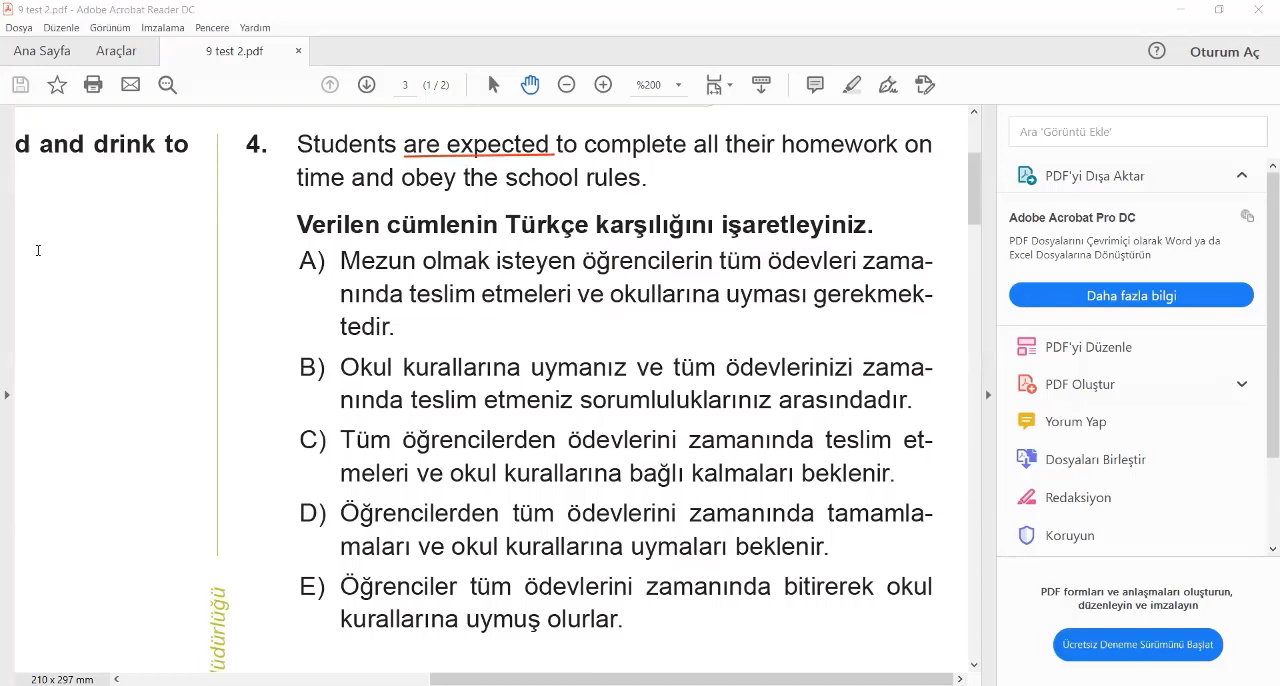 9 test 2.pdf - Adobe Acrobat Reader DC
Dosya Düzenle Görünüm Imzalama Pencere Yardım
Ana Sayfa Araçlar 9 test 2.pdf × Oturum Aç
3 (1 / 2) %200
d and drink to
4. Students are expected to complete all their homework on
time and obey the school rules.
Verilen cümlenin Türkçe karşılığını işaretleyiniz.
A) Mezun olmak isteyen öğrencilerin tüm ödevleri zama-
nında teslim etmeleri ve okullarına uyması gerekmek-
tedir.
B) Okul kurallarına uymanız ve tüm ödevlerinizi zama-
nında teslim etmeniz sorumluluklarınız arasındadır.
C) Tüm öğrencilerden ödevlerini zamanında teslim et-
meleri ve okul kurallarına bağlı kalmaları beklenir.
D) Öğrencilerden tüm ödevlerini zamanında tamamla-
maları ve okul kurallarına uymaları beklenir.
E) Öğrenciler tüm ödevlerini zamanında bitirerek okul
kurallarına uymuş olurlar.
210 x 297 mm
Ara 'Görüntü Ekle'
PDF'yi Dışa Aktar
Adobe Acrobat Pro DC
PDF Dosyalarını Çevrimiçi olarak Word ya da
Excel Dosyalarına Dönüştürün
Daha fazla bilgi
PDF'yi Düzenle
PDF Oluştur
Yorum Yap
Dosyaları Birleştir
Redaksiyon
Koruyun
PDF formları ve anlaşmaları oluşturun,
düzenleyin ve imzalayın
Ücretsiz Deneme Sürümünü Başlat